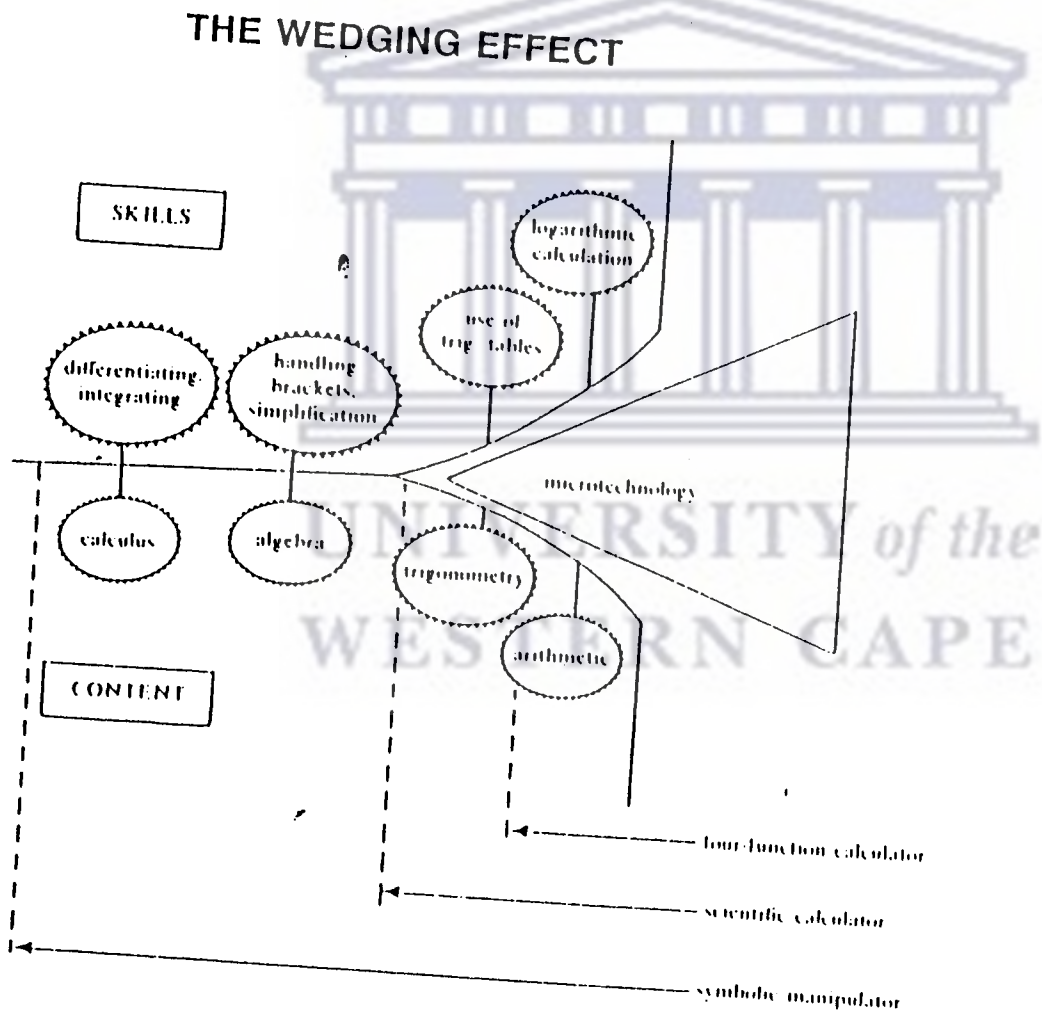 THE WEDGING EFFECT
SKILLS
logarithmic
calculation
use of
trig tables
differentiating,
integrating
handling
brackets,
simplification
microtechnology
calculus
algebra
trigonometry
arithmetic
UNIVERSITY of the
WESTERN CAPE
CONTENT
four-function calculator
scientific calculator
symbolic manipulator